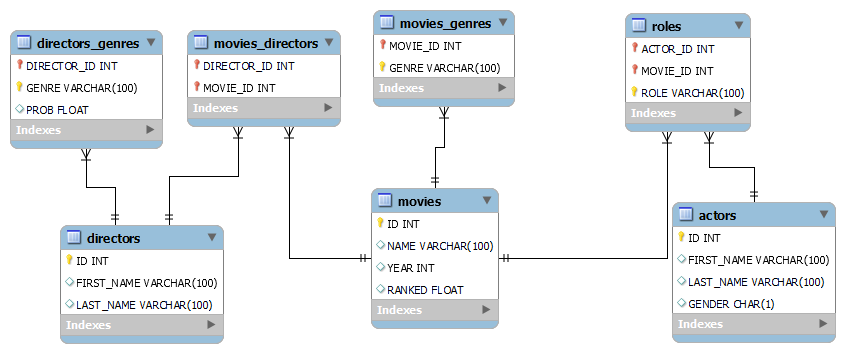 directors_genres
DIRECTOR_ID INT
GENRE VARCHAR(100)
PROB FLOAT
Indexes
movies_directors
DIRECTOR_ID INT
MOVIE_ID INT
Indexes
movies_genres
MOVIE_ID INT
GENRE VARCHAR(100)
Indexes
roles
ACTOR_ID INT
MOVIE_ID INT
ROLE VARCHAR(100)
Indexes
directors
ID INT
FIRST_NAME VARCHAR(100)
LAST_NAME VARCHAR(100)
Indexes
movies
ID INT
NAME VARCHAR(100)
YEAR INT
RANKED FLOAT
Indexes
actors
ID INT
FIRST_NAME VARCHAR(100)
LAST_NAME VARCHAR(100)
GENDER CHAR(1)
Indexes